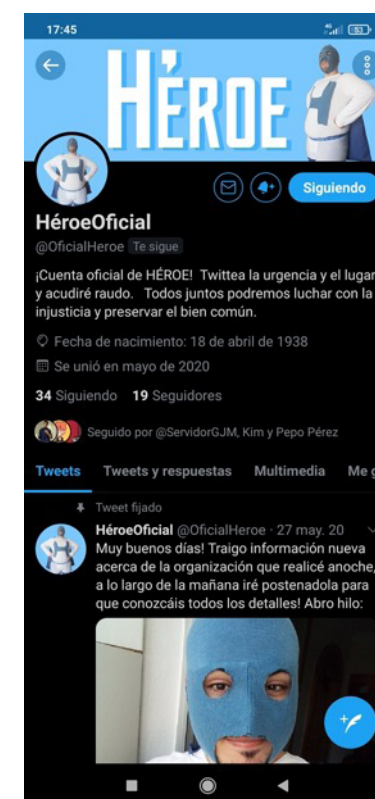 17:45
4G
53
HÉROE
Siguiendo
HéroeOficial
@OficialHeroe Te sigue
¡Cuenta oficial de HÉROE! Twittea la urgencia y el lugar
y acudiré raudo. Todos juntos podremos luchar con la
injusticia y preservar el bien común.
Fecha de nacimiento: 18 de abril de 1938
Se unió en mayo de 2020
34 Siguiendo 19 Seguidores
Seguido por @ServidorGJM, Kim y Pepo Pérez
Tweets Tweets y respuestas Multimedia Me g
Tweet fijado
HéroeOficial @OficialHeroe · 27 may. 20
Muy buenos días! Traigo información nueva
acerca de la organización que realicé anoche,
a lo largo de la mañana iré postenadola para
que conozcáis todos los detalles! Abro hilo: